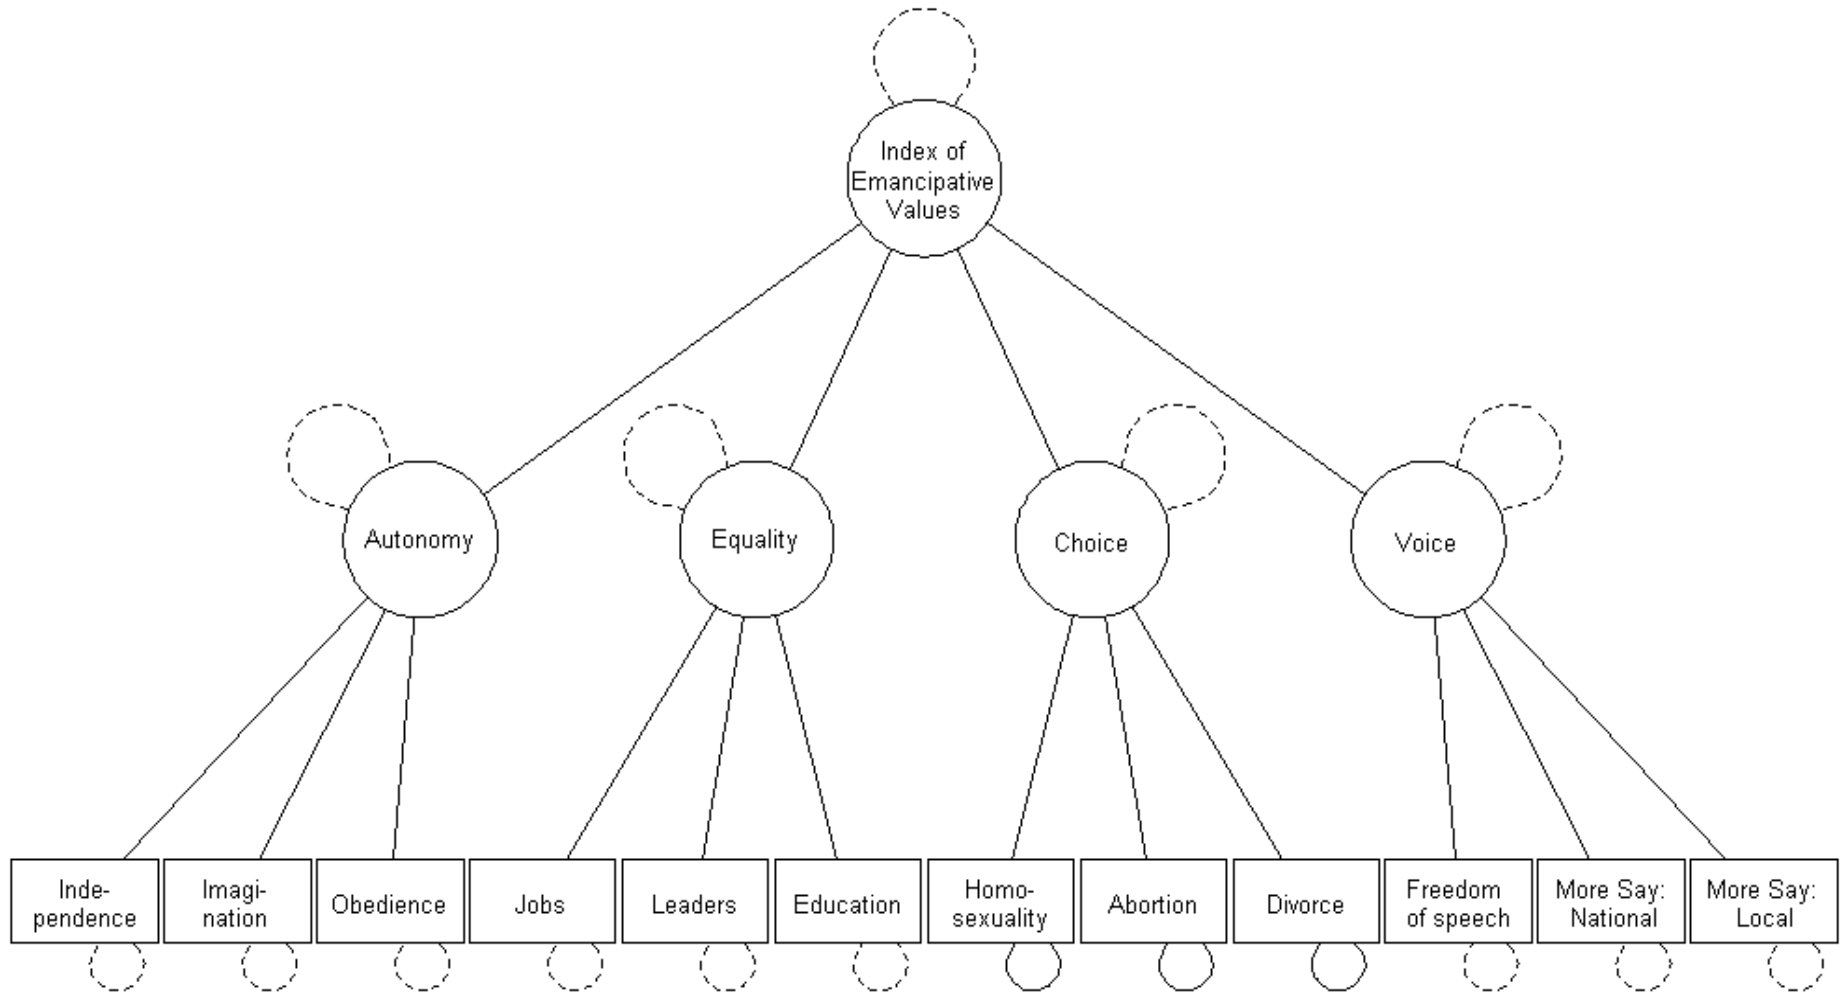 Index of
Emancipative
Values
Autonomy
Equality
Choice
Voice
Inde-
pendence
Imagi-
nation
Obedience
Jobs
Leaders
Education
Homo-
sexuality
Abortion
Divorce
Freedom
of speech
More Say:
National
More Say:
Local